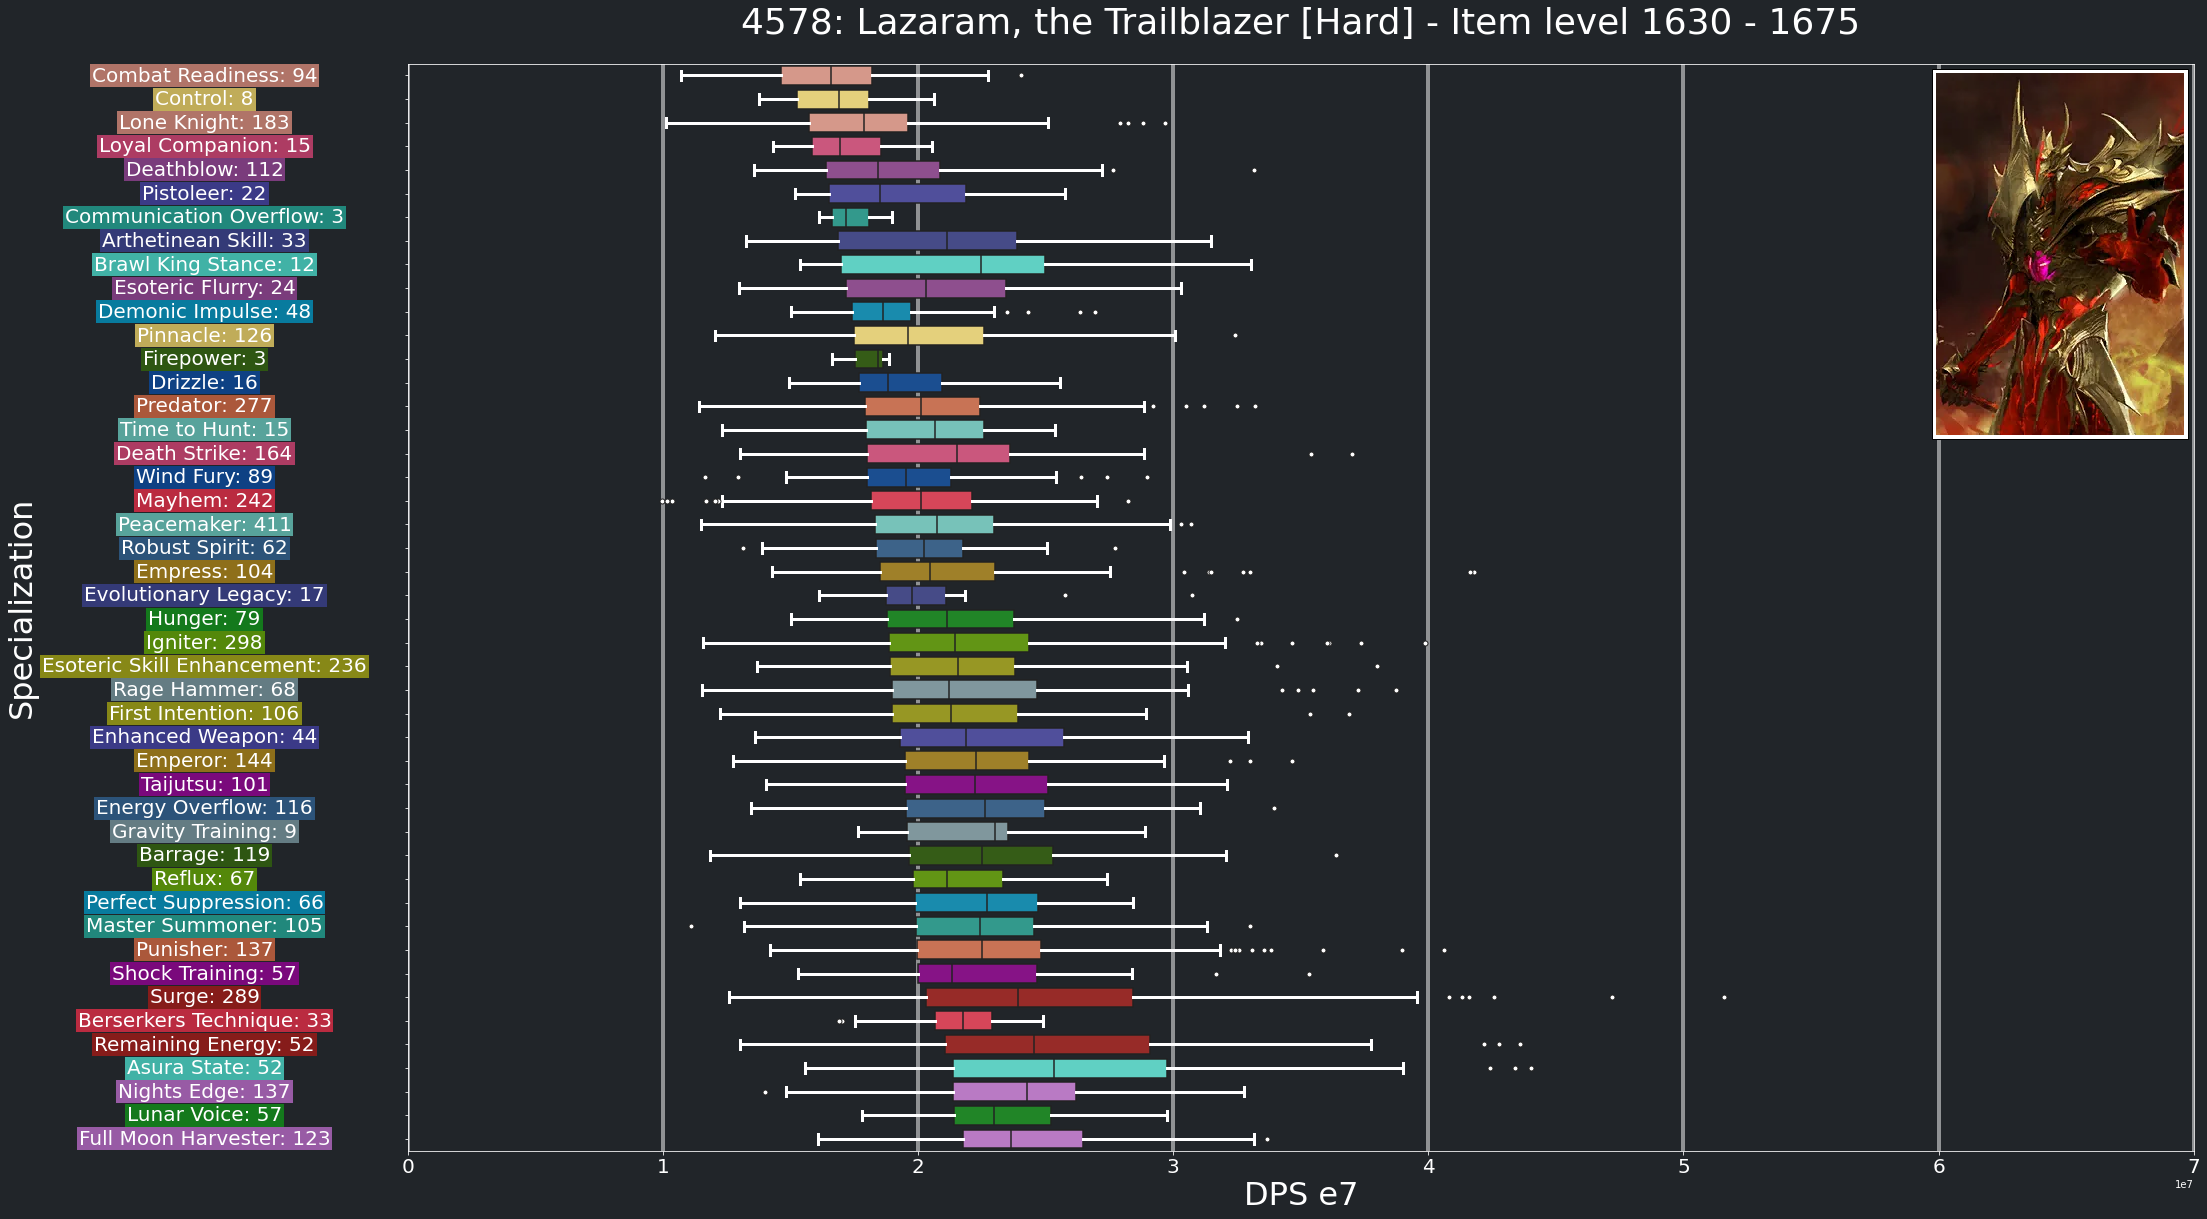 4578: Lazaram, the Trailblazer [Hard] - Item level 1630 - 1675
Combat Readiness: 94
Control: 8
Lone Knight: 183
Loyal Companion: 15
Deathblow: 112
Pistoleer: 22
Communication Overflow: 3
Arthetinean Skill: 33
Brawl King Stance: 12
Esoteric Flurry: 24
Demonic Impulse: 48
Pinnacle: 126
Firepower: 3
Drizzle: 16
Predator: 277
Time to Hunt: 15
Death Strike: 164
Wind Fury: 89
Mayhem: 242
Peacemaker: 411
Robust Spirit: 62
Empress: 104
Evolutionary Legacy: 17
Hunger: 79
Igniter: 298
Esoteric Skill Enhancement: 236
Rage Hammer: 68
First Intention: 106
Enhanced Weapon: 44
Emperor: 144
Taijutsu: 101
Energy Overflow: 116
Gravity Training: 9
Barrage: 119
Reflux: 67
Perfect Suppression: 66
Master Summoner: 105
Punisher: 137
Shock Training: 57
Surge: 289
Berserkers Technique: 33
Remaining Energy: 52
Asura State: 52
Nights Edge: 137
Lunar Voice: 57
Full Moon Harvester: 123
Specialization
0 1 2 3 4 5 6 7
1e7
DPS e7